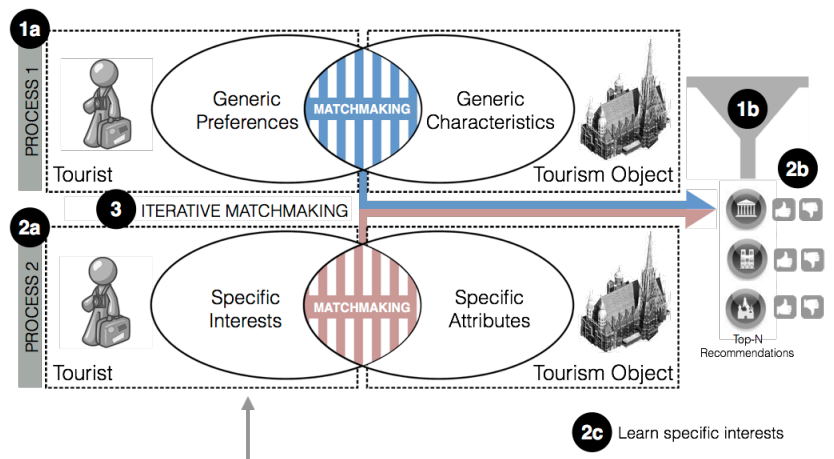 1a
PROCESS 1
Generic
Preferences
MATCHMAKING
Generic
Characteristics
Tourist
Tourism Object
1b
2b
3
ITERATIVE MATCHMAKING
2a
PROCESS 2
Specific
Interests
MATCHMAKING
Specific
Attributes
Tourist
Tourism Object
Top-N
Recommendations
2c
Learn specific interests